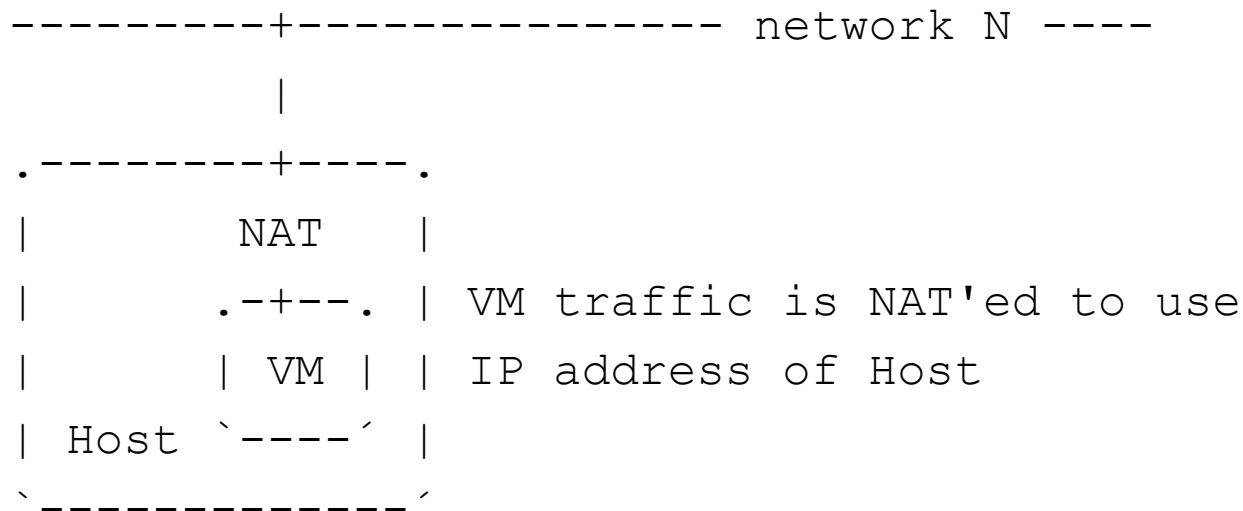 ---------+--------------- network N ----
         |
.--------+----.
|       NAT   |
|      .-+--. | VM traffic is NAT'ed to use
|      | VM | | IP address of Host
| Host `----´ |
`-------------´